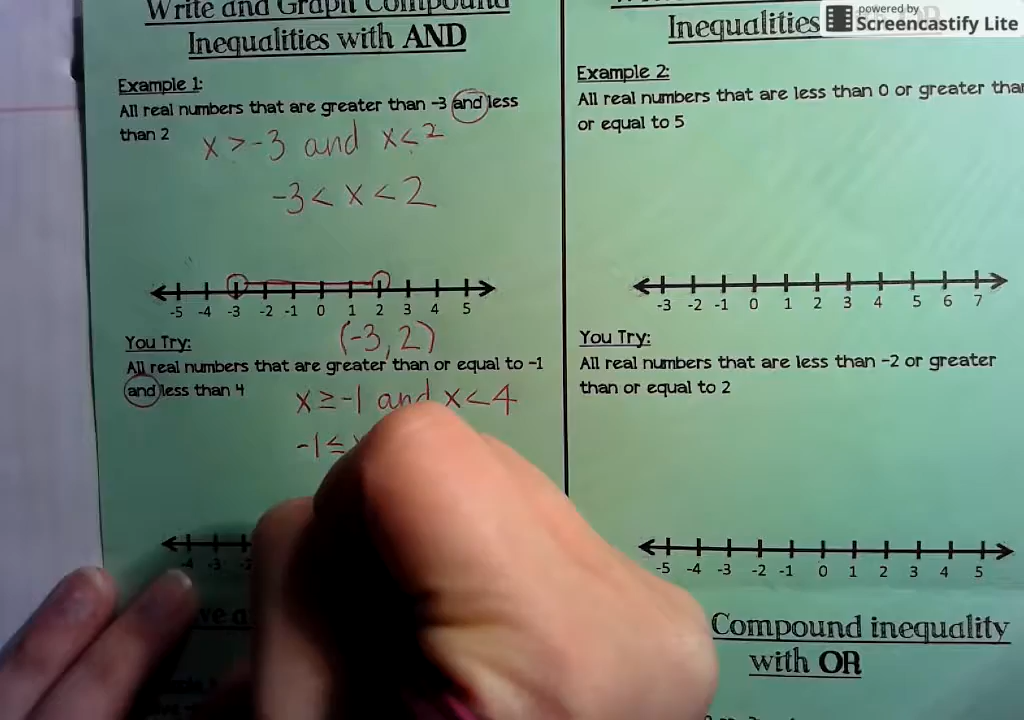 Write and Graph Compound
Inequalities with AND
Example 1:
All real numbers that are greater than -3 and less
than 2
x > -3 and x < 2
-3 < x < 2
-5 -4 -3 -2 -1 0 1 2 3 4 5
(-3, 2)
You Try:
All real numbers that are greater than or equal to -1
and less than 4
x ≥ -1 and x < 4
-1 ≤
-4 -3
Inequalities
powered by
Screencastify Lite
Example 2:
All real numbers that are less than 0 or greater than
or equal to 5
-3 -2 -1 0 1 2 3 4 5 6 7
You Try:
All real numbers that are less than -2 or greater
than or equal to 2
-5 -4 -3 -2 -1 0 1 2 3 4 5
Compound inequality
with OR